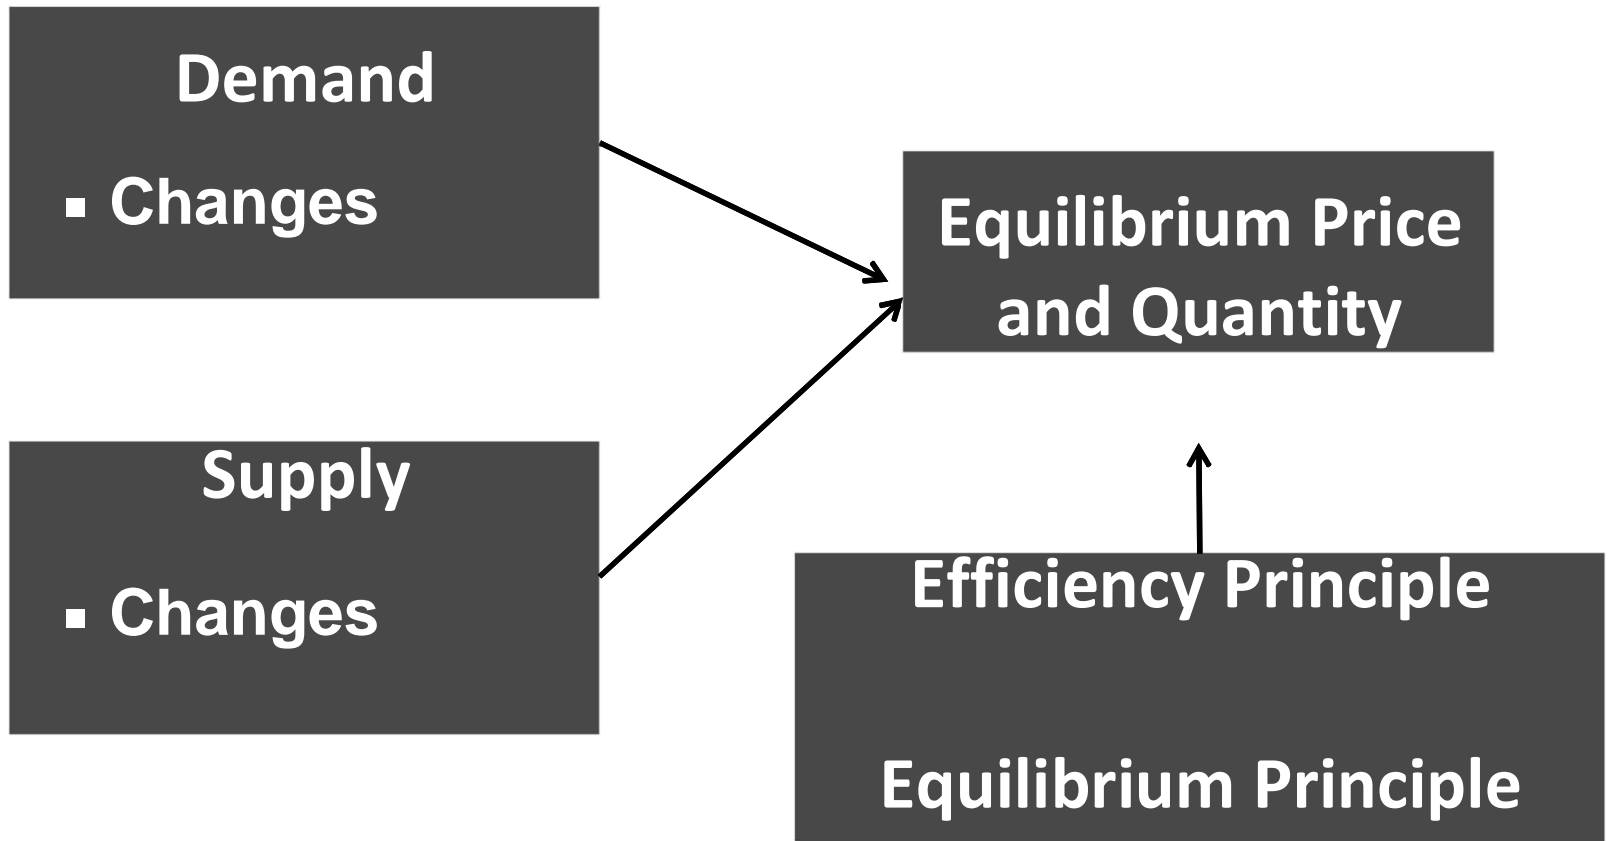 Demand
▪ Changes
Equilibrium Price
and Quantity
Supply
▪ Changes
Efficiency Principle
Equilibrium Principle